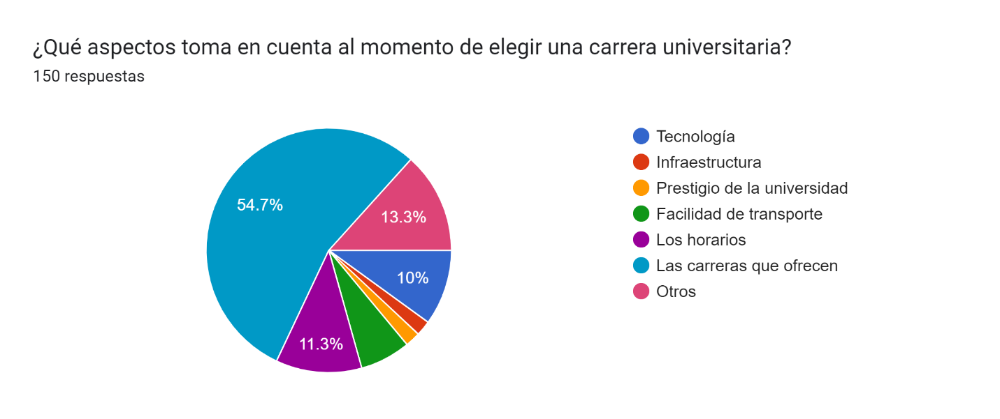 ¿Qué aspectos toma en cuenta al momento de elegir una carrera universitaria?
150 respuestas
54.7%
13.3%
10%
11.3%
Tecnología
Infraestructura
Prestigio de la universidad
Facilidad de transporte
Los horarios
Las carreras que ofrecen
Otros